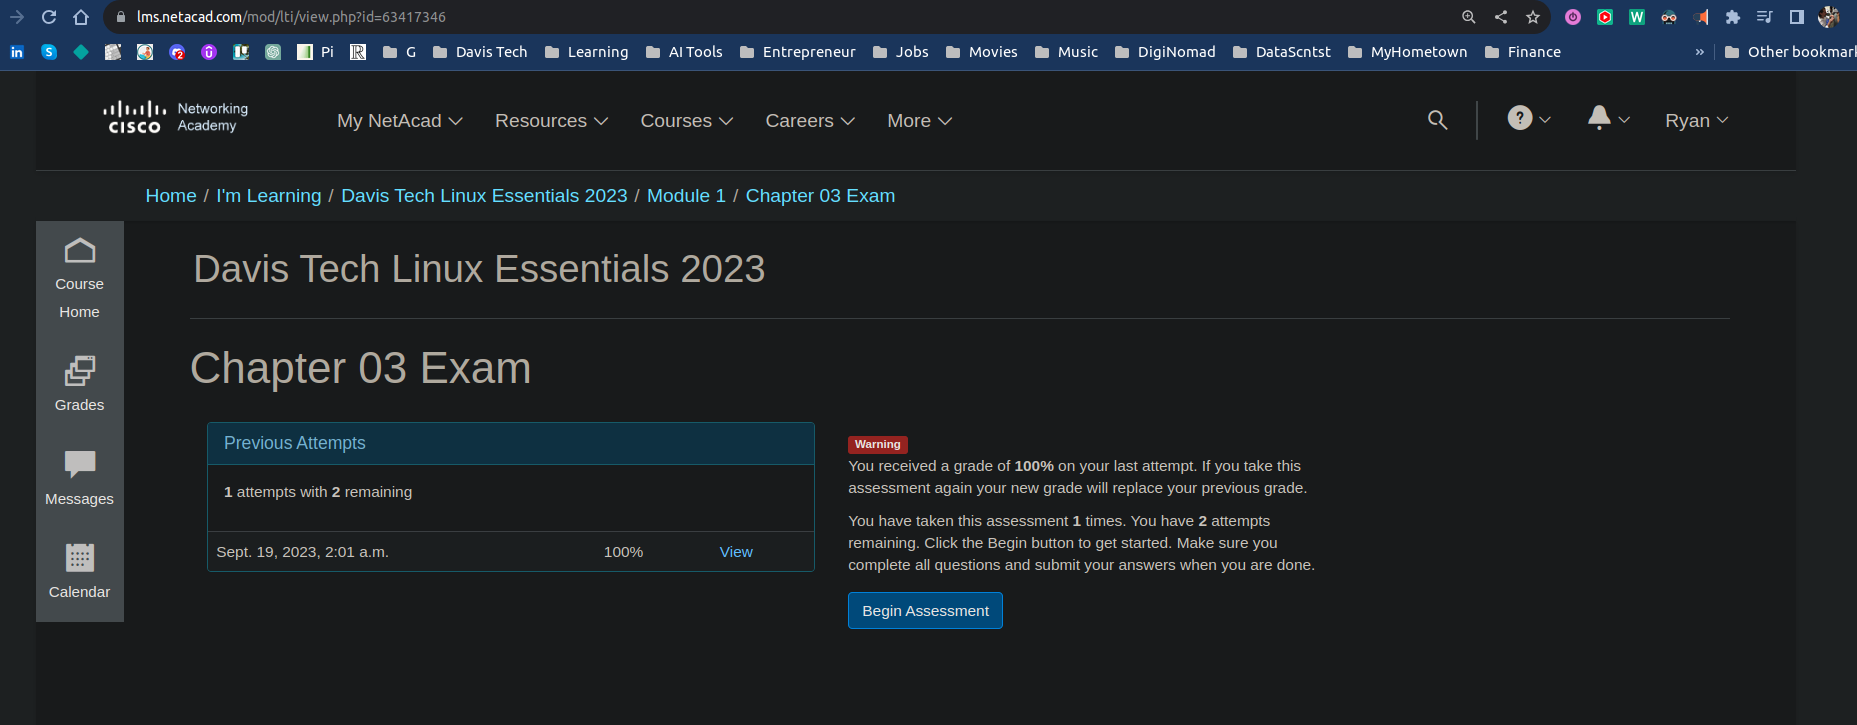 lms.netacad.com/mod/lti/view.php?id=63417346
Pi G Davis Tech Learning AI Tools Entrepreneur Jobs Movies Music DigiNomad DataScntst MyHometown Finance » Other bookmar
CISCO Networking Academy
My NetAcad Resources Courses Careers More ? Ryan
Home / I'm Learning / Davis Tech Linux Essentials 2023 / Module 1 / Chapter 03 Exam
Course
Home
Grades
Messages
Calendar
Davis Tech Linux Essentials 2023
Chapter 03 Exam
Previous Attempts
1 attempts with 2 remaining
Sept. 19, 2023, 2:01 a.m. 100% View
Warning
You received a grade of 100% on your last attempt. If you take this
assessment again your new grade will replace your previous grade.
You have taken this assessment 1 times. You have 2 attempts
remaining. Click the Begin button to get started. Make sure you
complete all questions and submit your answers when you are done.
Begin Assessment